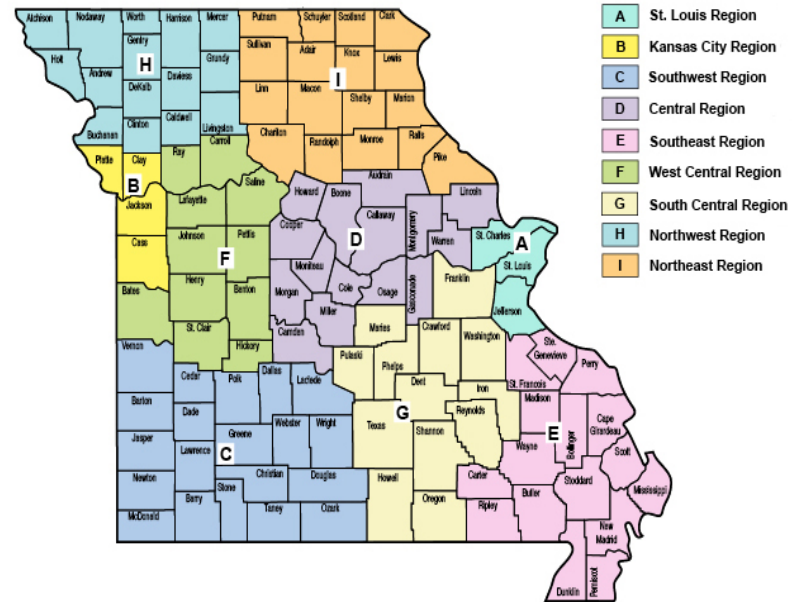 Atchison
Nodaway
Worth
Harrison
Mercer
Putnam
Schuyler
Scotland
Clark
A
St. Louis Region
Gentry
Sullivan
Adair
Knox
Lewis
B
Kansas City Region
Holt
Andrew
H
DeKalb
Daviess
Grundy
Linn
Macon
I
Shelby
Marion
C
Southwest Region
Buchanan
Clinton
Caldwell
Livingston
Chariton
Randolph
Monroe
Ralls
D
Central Region
Platte
Clay
Ray
Carroll
Pike
E
Southeast Region
B
Saline
Howard
Boone
Audrain
Lincoln
F
West Central Region
Jackson
Lafayette
Cooper
Callaway
Montgomery
Warren
St. Charles
A
G
South Central Region
Cass
Johnson
Pettis
F
D
St. Louis
H
Northwest Region
Moniteau
Cole
Osage
Gasconade
Franklin
I
Northeast Region
Bates
Henry
Benton
Morgan
Miller
Jefferson
St. Clair
Hickory
Camden
Maries
Crawford
Washington
Ste.
Genevieve
Vernon
Cedar
Polk
Dallas
Laclede
Pulaski
Phelps
Dent
Iron
St. Francois
Perry
Barton
Dade
Webster
Wright
Texas
G
Reynolds
Madison
Cape
Girardeau
Jasper
Greene
Lawrence
C
Shannon
Wayne
E
Bollinger
Scott
Newton
Christian
Douglas
Howell
Carter
Stoddard
Mississippi
McDonald
Barry
Stone
Taney
Ozark
Oregon
Ripley
Butler
New
Madrid
Dunklin
Pemiscot